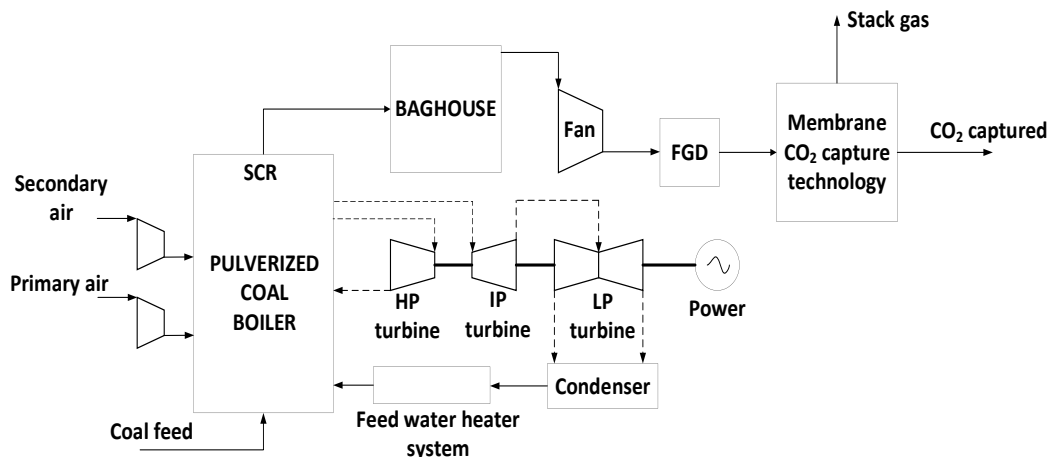 Stack gas
BAGHOUSE
Fan
FGD
Membrane
CO₂ capture
technology
CO₂ captured
SCR
Secondary
air
PULVERIZED
COAL
BOILER
Primary air
HP
turbine
IP
turbine
LP
turbine
Power
Condenser
Feed water heater
system
Coal feed